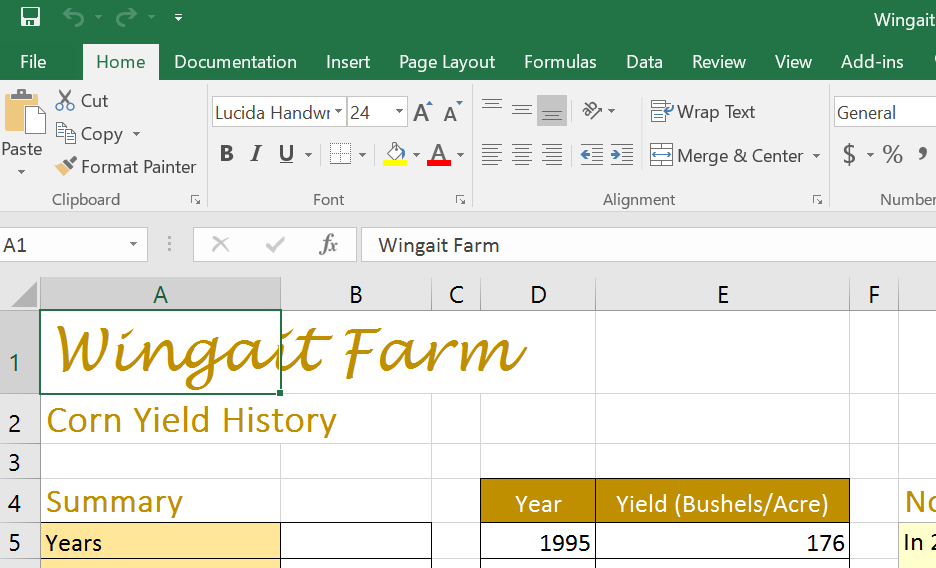 Wingait
File Home Documentation Insert Page Layout Formulas Data Review View Add-ins
Cut
Copy
Format Painter
Paste
Clipboard
Lucida Handwr 24 A A
B I U A
Font
Wrap Text
Merge & Center
Alignment
General
$ % ,
Number
A1 fx Wingait Farm
A B C D E F
1 Wingait Farm
2 Corn Yield History
3
4 Summary Year Yield (Bushels/Acre) No
5 Years 1995 176 In 2